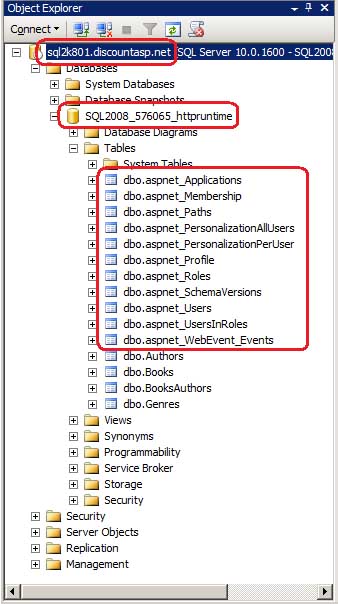 Object Explorer
Connect
sql2k801.discountasp.net (SQL Server 10.0.1600 - SQL2008
Databases
System Databases
Database Snapshots
SQL2008_576065_httpruntime
Database Diagrams
Tables
System Tables
dbo.aspnet_Applications
dbo.aspnet_Membership
dbo.aspnet_Paths
dbo.aspnet_PersonalizationAllUsers
dbo.aspnet_PersonalizationPerUser
dbo.aspnet_Profile
dbo.aspnet_Roles
dbo.aspnet_SchemaVersions
dbo.aspnet_Users
dbo.aspnet_UsersInRoles
dbo.aspnet_WebEvent_Events
dbo.Authors
dbo.Books
dbo.BooksAuthors
dbo.Genres
Views
Synonyms
Programmability
Service Broker
Storage
Security
Security
Server Objects
Replication
Management